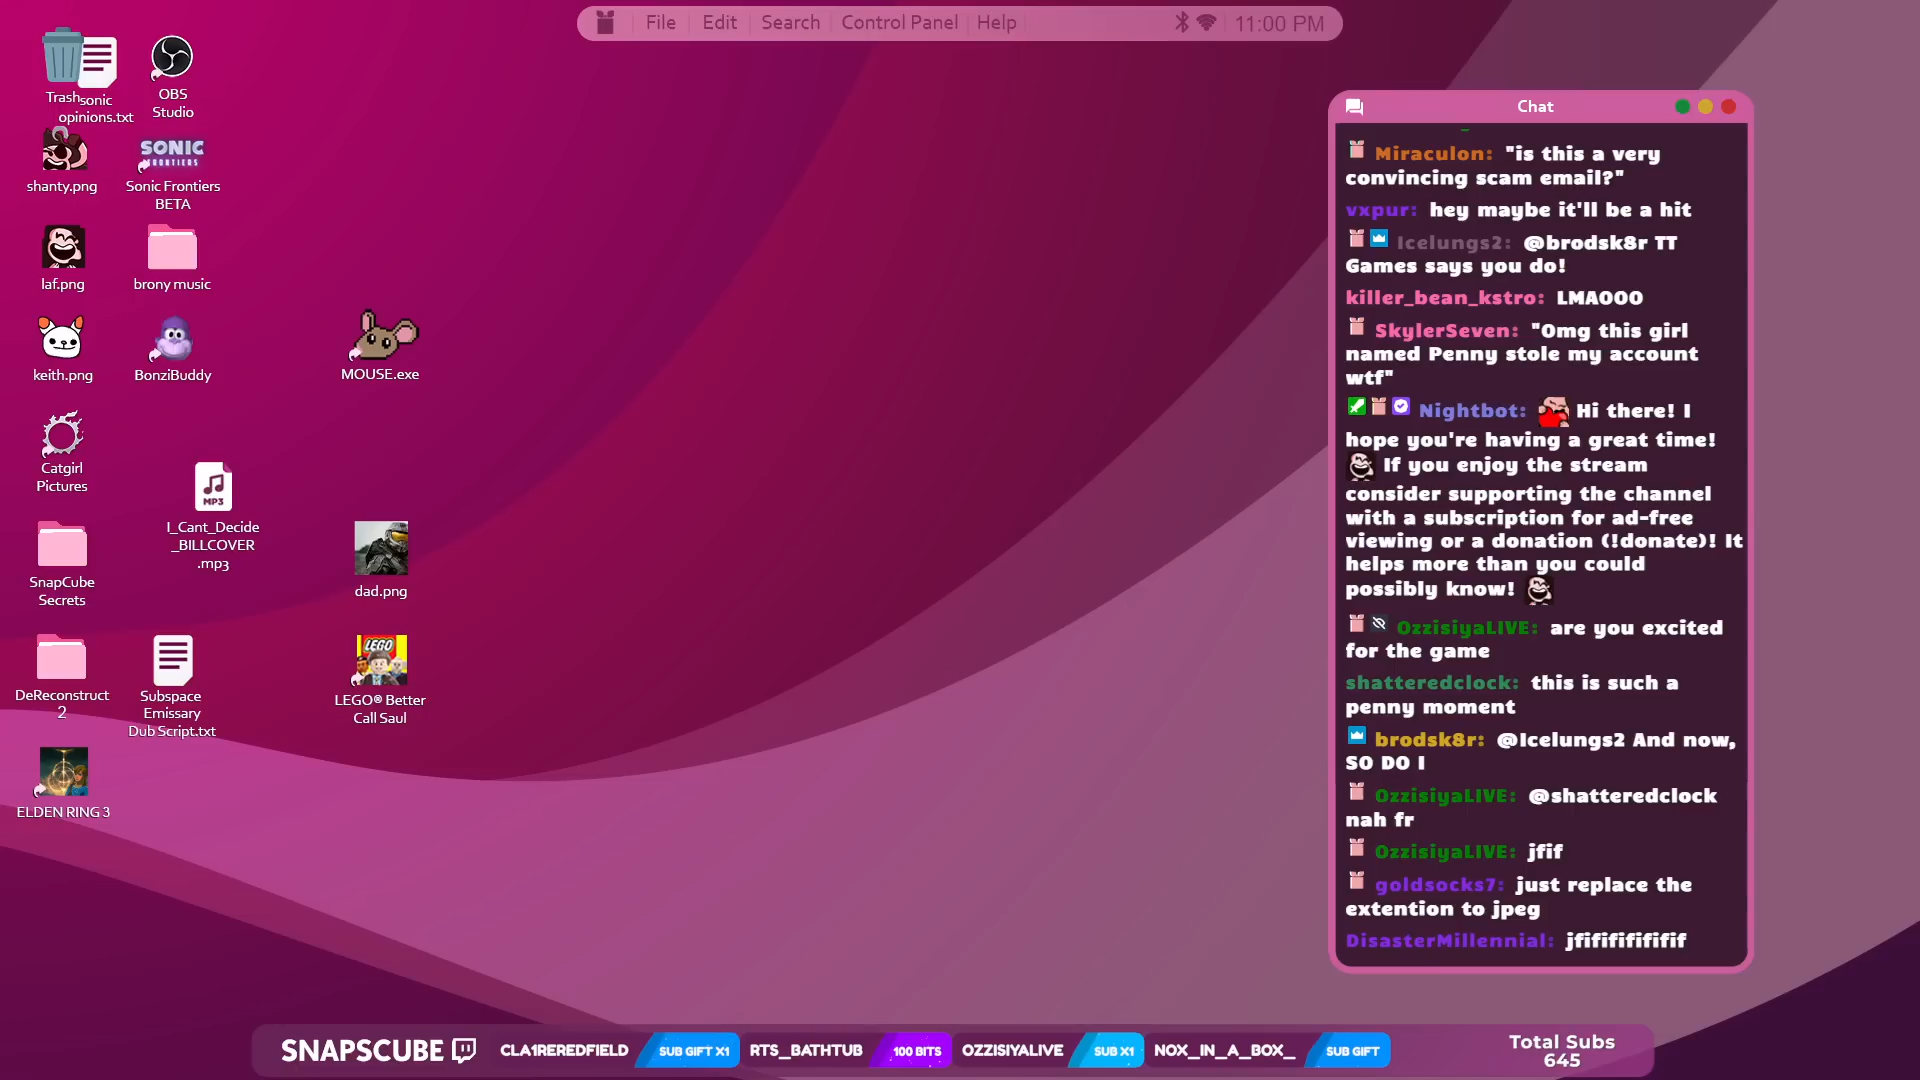 File Edit Search Control Panel Help 11:00 PM
Trash
sonic
opinions.txt
OBS
Studio
shanty.png
SONIC
FRONTIERS
Sonic Frontiers
BETA
laf.png
brony music
keith.png
BonziBuddy
MOUSE.exe
Catgirl
Pictures
MP3
I_Cant_Decide
_BILLCOVER
.mp3
SnapCube
Secrets
dad.png
DeReconstruct
2
Subspace
Emissary
Dub Script.txt
LEGO
LEGO® Better
Call Saul
ELDEN RING 3
Chat
Miraculon: "is this a very
convincing scam email?"
vxpur: hey maybe it'll be a hit
Icelungs2: @brodsk8r TT
Games says you do!
killer_bean_kstro: LMAOOO
SkylerSeven: "Omg this girl
named Penny stole my account
wtf"
Nightbot: Hi there! I
hope you're having a great time!
If you enjoy the stream
consider supporting the channel
with a subscription for ad-free
viewing or a donation (!donate)! It
helps more than you could
possibly know!
OzzisiyaLIVE: are you excited
for the game
shatteredclock: this is such a
penny moment
brodsk8r: @Icelungs2 And now,
SO DO I
OzzisiyaLIVE: @shatteredclock
nah fr
OzzisiyaLIVE: jfif
goldsocks7: just replace the
extention to jpeg
DisasterMillennial: jfifififififif
SNAPSCUBE CLA1REREDFIELD SUB GIFT X1 RTS_BATHTUB 100 BITS OZZISIYALIVE SUB X1 NOX_IN_A_BOX_ SUB GIFT
Total Subs
645